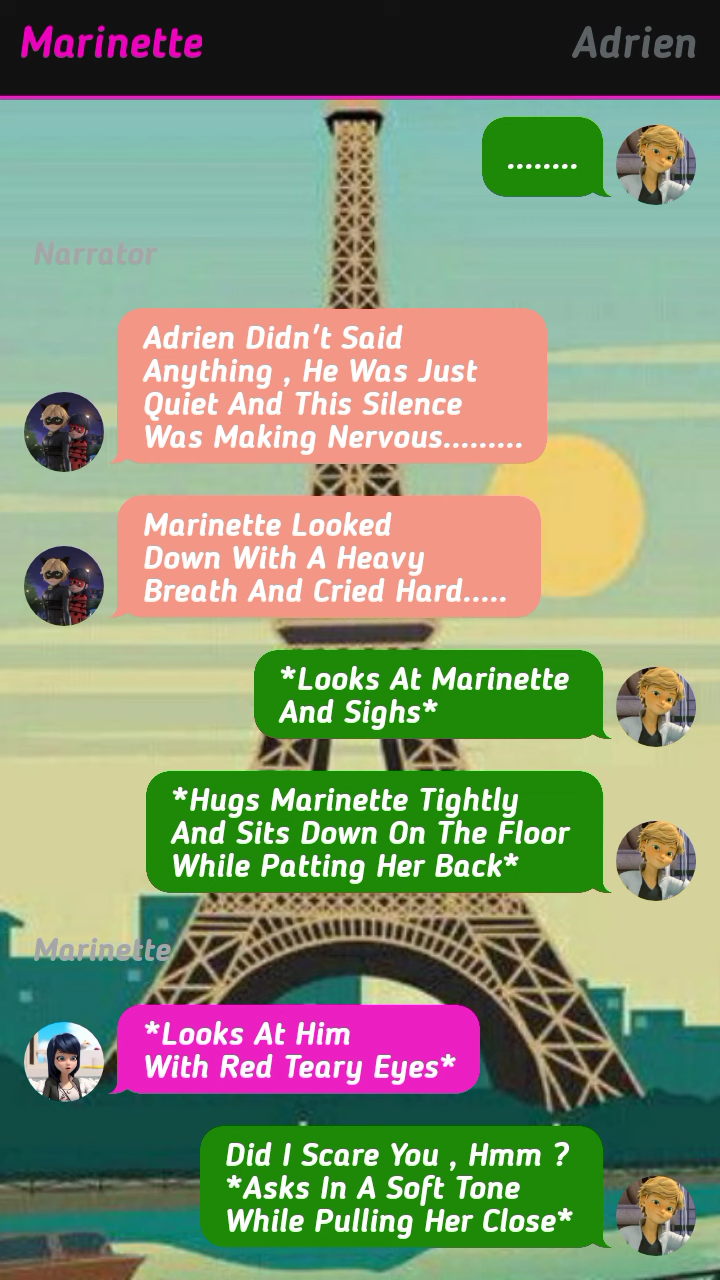 Marinette
Adrien
........
Narrator
Adrien Didn't Said
Anything , He Was Just
Quiet And This Silence
Was Making Nervous.........
Marinette Looked
Down With A Heavy
Breath And Cried Hard.....
*Looks At Marinette
And Sighs*
*Hugs Marinette Tightly
And Sits Down On The Floor
While Patting Her Back*
Marinette
*Looks At Him
With Red Teary Eyes*
Did I Scare You , Hmm ?
*Asks In A Soft Tone
While Pulling Her Close*